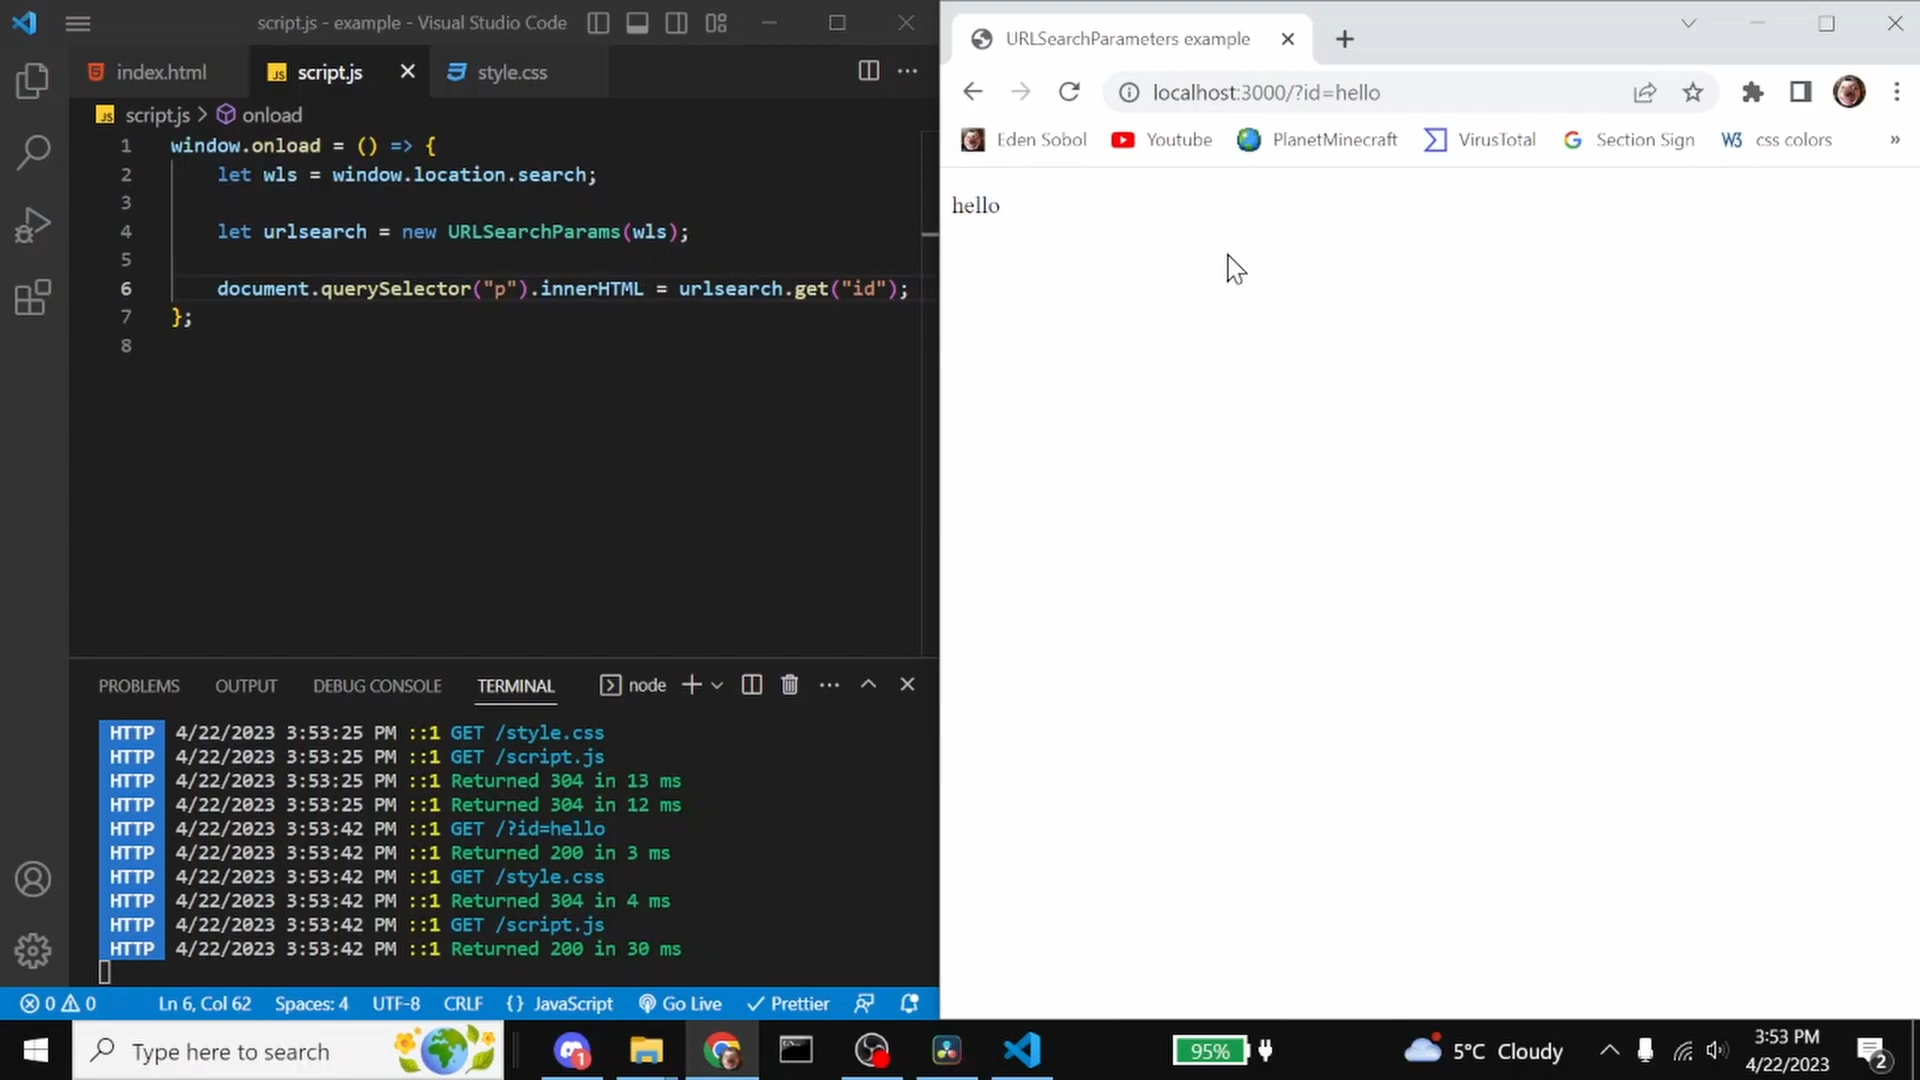 script.js - example - Visual Studio Code
index.html
script.js
style.css
script.js > onload
1 window.onload = () => {
2 let wls = window.location.search;
3
4 let urlsearch = new URLSearchParams(wls);
5
6 document.querySelector("p").innerHTML = urlsearch.get("id");
7 };
8
PROBLEMS OUTPUT DEBUG CONSOLE TERMINAL node
HTTP 4/22/2023 3:53:25 PM ::1 GET /style.css
HTTP 4/22/2023 3:53:25 PM ::1 GET /script.js
HTTP 4/22/2023 3:53:25 PM ::1 Returned 304 in 13 ms
HTTP 4/22/2023 3:53:25 PM ::1 Returned 304 in 12 ms
HTTP 4/22/2023 3:53:42 PM ::1 GET /?id=hello
HTTP 4/22/2023 3:53:42 PM ::1 Returned 200 in 3 ms
HTTP 4/22/2023 3:53:42 PM ::1 GET /style.css
HTTP 4/22/2023 3:53:42 PM ::1 Returned 304 in 4 ms
HTTP 4/22/2023 3:53:42 PM ::1 GET /script.js
HTTP 4/22/2023 3:53:42 PM ::1 Returned 200 in 30 ms
0 0 Ln 6, Col 62 Spaces: 4 UTF-8 CRLF {} JavaScript Go Live Prettier
URLSearchParameters example
localhost:3000/?id=hello
Eden Sobol Youtube PlanetMinecraft VirusTotal Section Sign W3 css colors »
hello
Type here to search
1
95%
5°C Cloudy
3:53 PM
4/22/2023
2